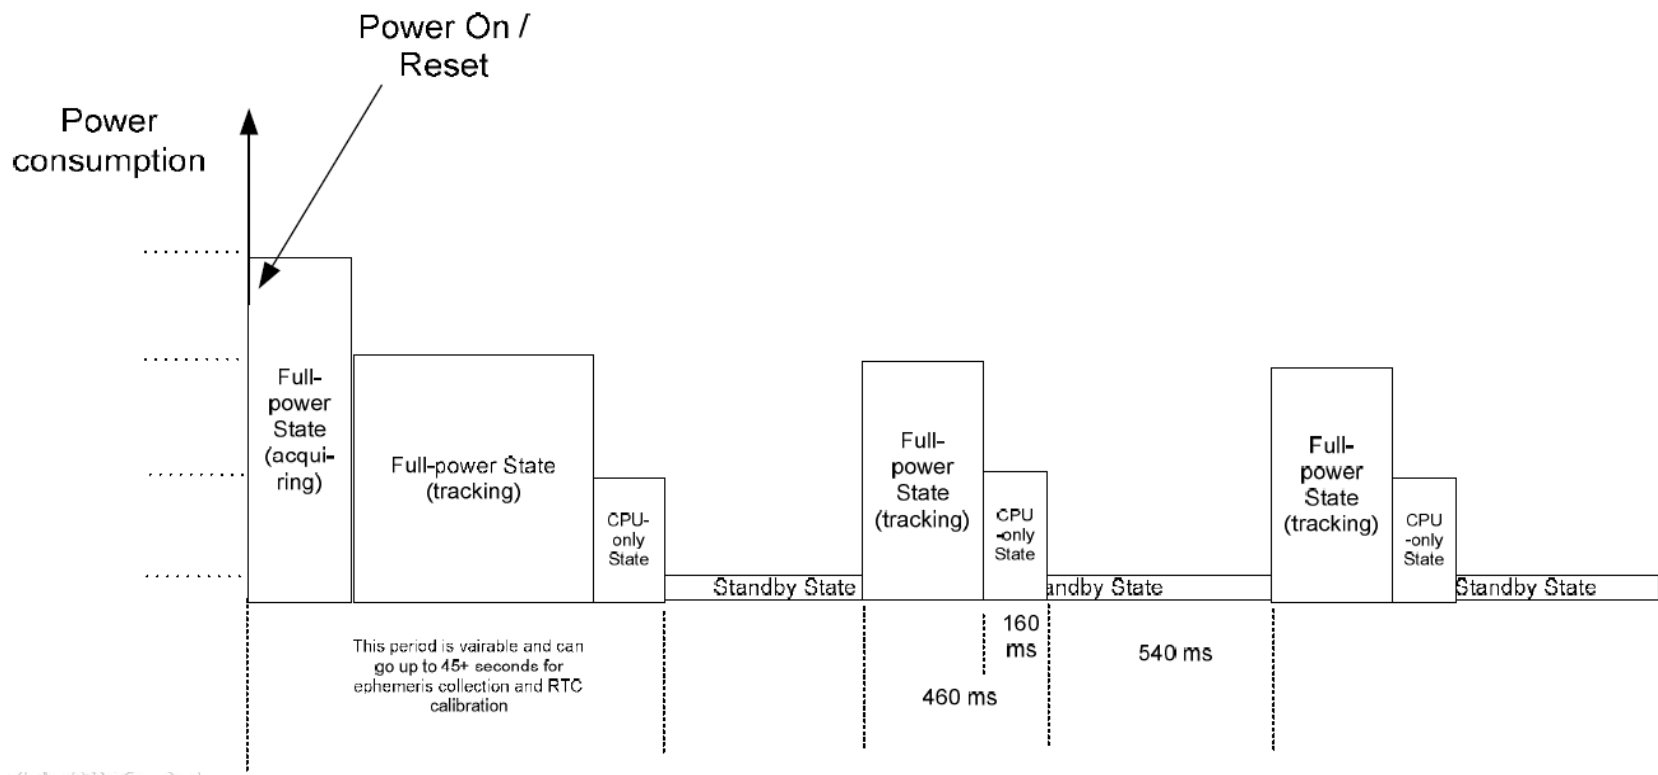 Power On /
Reset
Power
consumption
Full-
power
State
(acqui-
ring)
Full-power State
(tracking)
CPU-
only
State
Standby State
Full-
power
State
(tracking)
CPU
-only
State
andby State
Full-
power
State
(tracking)
CPU
-only
State
Standby State
This period is vairable and can
go up to 45+ seconds for
ephemeris collection and RTC
calibration
160
ms
460 ms
540 ms